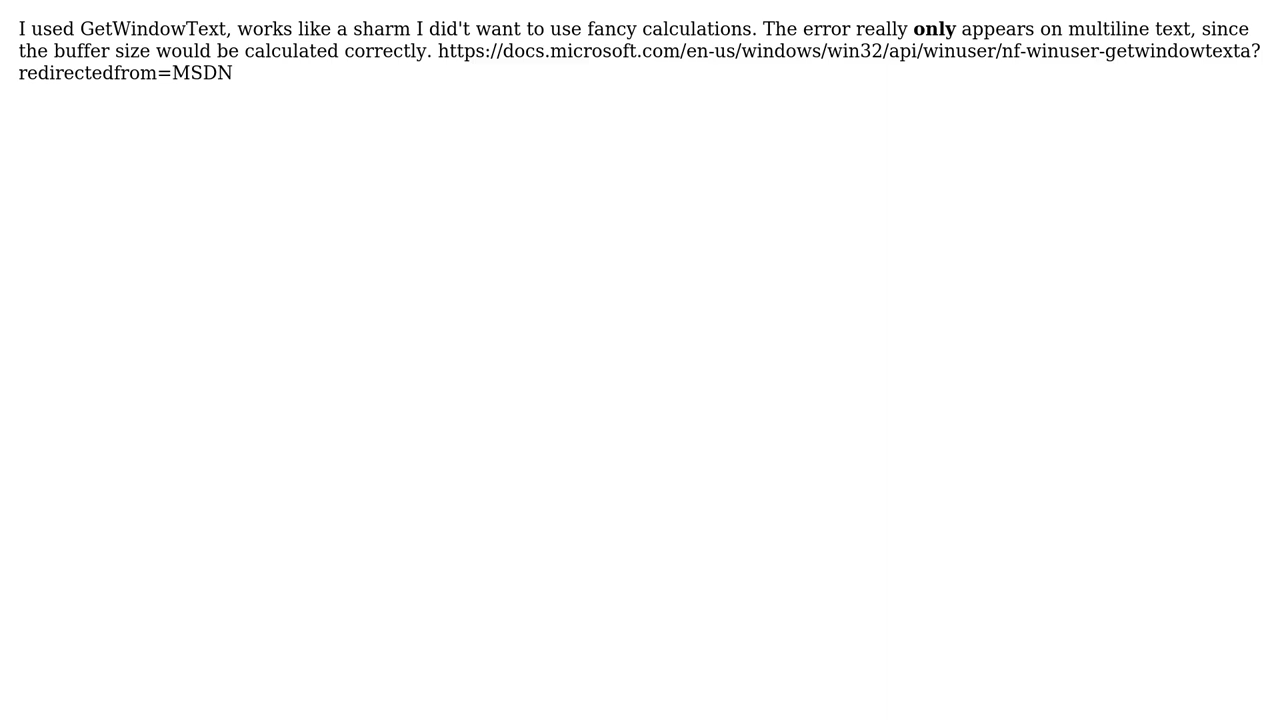 I used GetWindowText, works like a sharm I did't want to use fancy calculations. The error really only appears on multiline text, since
the buffer size would be calculated correctly. https://docs.microsoft.com/en-us/windows/win32/api/winuser/nf-winuser-getwindowtexta?
redirectedfrom=MSDN